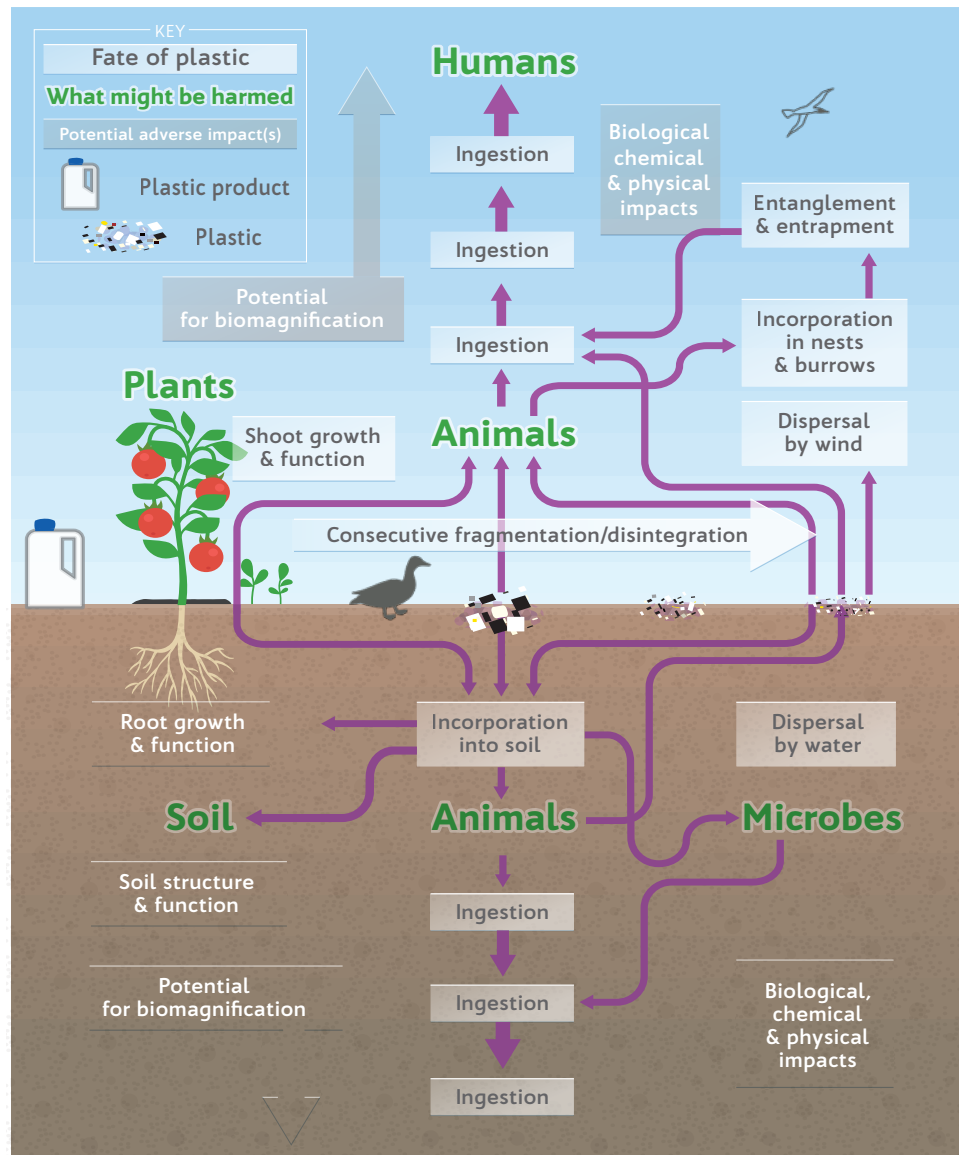 KEY
Fate of plastic
What might be harmed
Potential adverse impact(s)
Plastic product
Plastic
Humans
Ingestion
Biological
chemical
& physical
impacts
Entanglement
& entrapment
Ingestion
Potential
for biomagnification
Ingestion
Incorporation
in nests
& burrows
Plants
Shoot growth
& function
Animals
Dispersal
by wind
Consecutive fragmentation/disintegration
Root growth
& function
Incorporation
into soil
Dispersal
by water
Soil
Animals
Microbes
Soil structure
& function
Ingestion
Potential
for biomagnification
Ingestion
Biological,
chemical
& physical
impacts
Ingestion